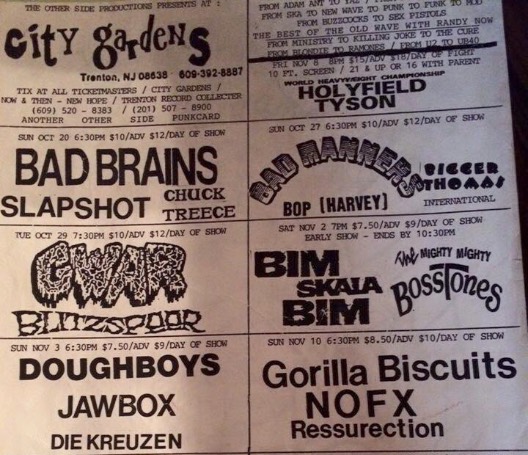 THE OTHER SIDE PRODUCTIONS PRESENTS AT :
City gardens
Trenton, NJ 08638 609-392-8887
TIX AT ALL TICKETMASTERS / CITY GARDENS /
NOW & THEN - NEW HOPE / TRENTON RECORD COLLECTER
(609) 520 - 8383 / (201) 507 - 8900
ANOTHER OTHER SIDE PUNKCARD
FROM ADAM ANT TO
FROM SKA TO NEW WAVE TO PUNK TO FUNK TO MOD
FROM BUZZCOCKS TO SEX PISTOLS
THE BEST OF THE OLD WAVE WITH RANDY NOW
FROM MINISTRY TO KILLING JOKE TO THE CURE
FROM BLONDIE TO RAMONES / FROM U2 TO UB40
FRI NOV 8 8PM $15/ADV $18/DAY OF FIGHT
10 FT. SCREEN / 21 & UP OR 16 WITH PARENT
WORLD HEAVYWEIGHT CHAMPIONSHIP
HOLYFIELD
TYSON
SUN OCT 20 6:30PM $10/ADV $12/DAY OF SHOW
BAD BRAINS
SLAPSHOT CHUCK
TREECE
SUN OCT 27 6:30PM $10/ADV $12/DAY OF SHOW
BAD MANNERS
BIGGER
THOMAS
BOP (HARVEY) INTERNATIONAL
TUE OCT 29 7:30PM $10/ADV $12/DAY OF SHOW
GWAR
BLITZSPEER
SAT NOV 2 7PM $7.50/ADV $9/DAY OF SHOW
EARLY SHOW - ENDS BY 10:30PM
BIM
SKALA
BIM
The MIGHTY MIGHTY
BossTones
SUN NOV 3 6:30PM $7.50/ADV $9/DAY OF SHOW
DOUGHBOYS
JAWBOX
DIE KREUZEN
SUN NOV 10 6:30PM $8.50/ADV $10/DAY OF SHOW
Gorilla Biscuits
NOFX
Ressurection